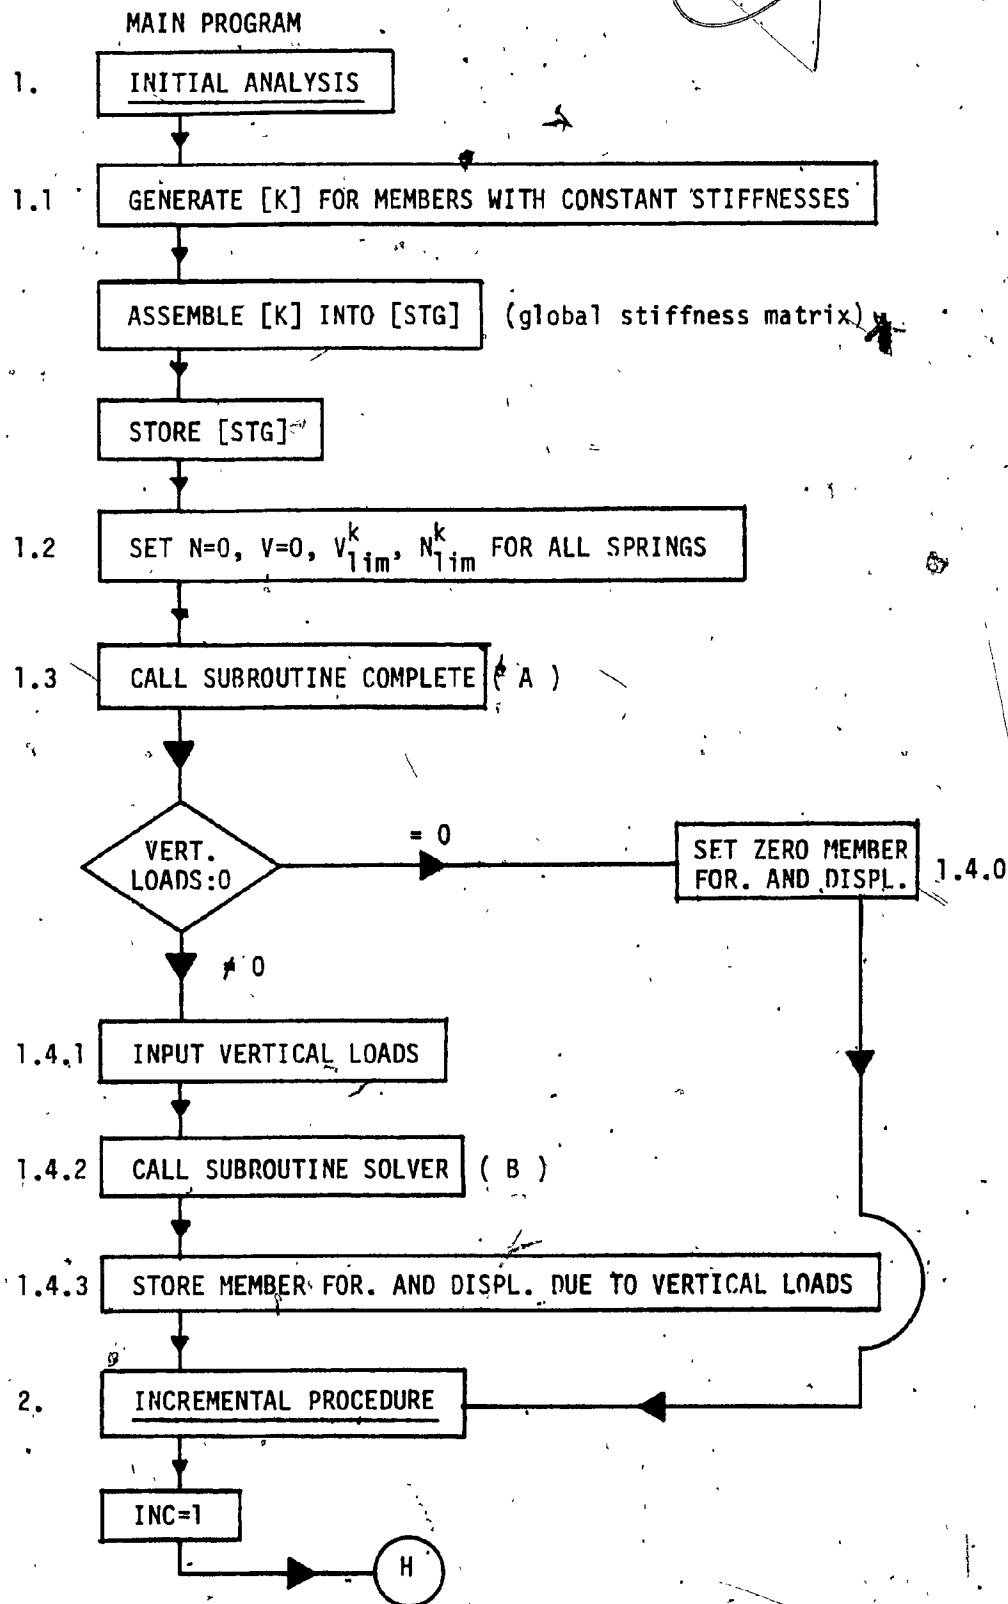 MAIN PROGRAM
1. INITIAL ANALYSIS
1.1 GENERATE [K] FOR MEMBERS WITH CONSTANT STIFFNESSES
ASSEMBLE [K] INTO [STG] (global stiffness matrix)
STORE [STG]
1.2 SET N=0, V=0, V^k_lim, N^k_lim FOR ALL SPRINGS
1.3 CALL SUBROUTINE COMPLETE ( A )
= 0
VERT.
LOADS:0
SET ZERO MEMBER
FOR. AND DISPL. 1.4.0
≠ 0
1.4.1 INPUT VERTICAL LOADS
1.4.2 CALL SUBROUTINE SOLVER ( B )
1.4.3 STORE MEMBER FOR. AND DISPL. DUE TO VERTICAL LOADS
2. INCREMENTAL PROCEDURE
INC=1
H